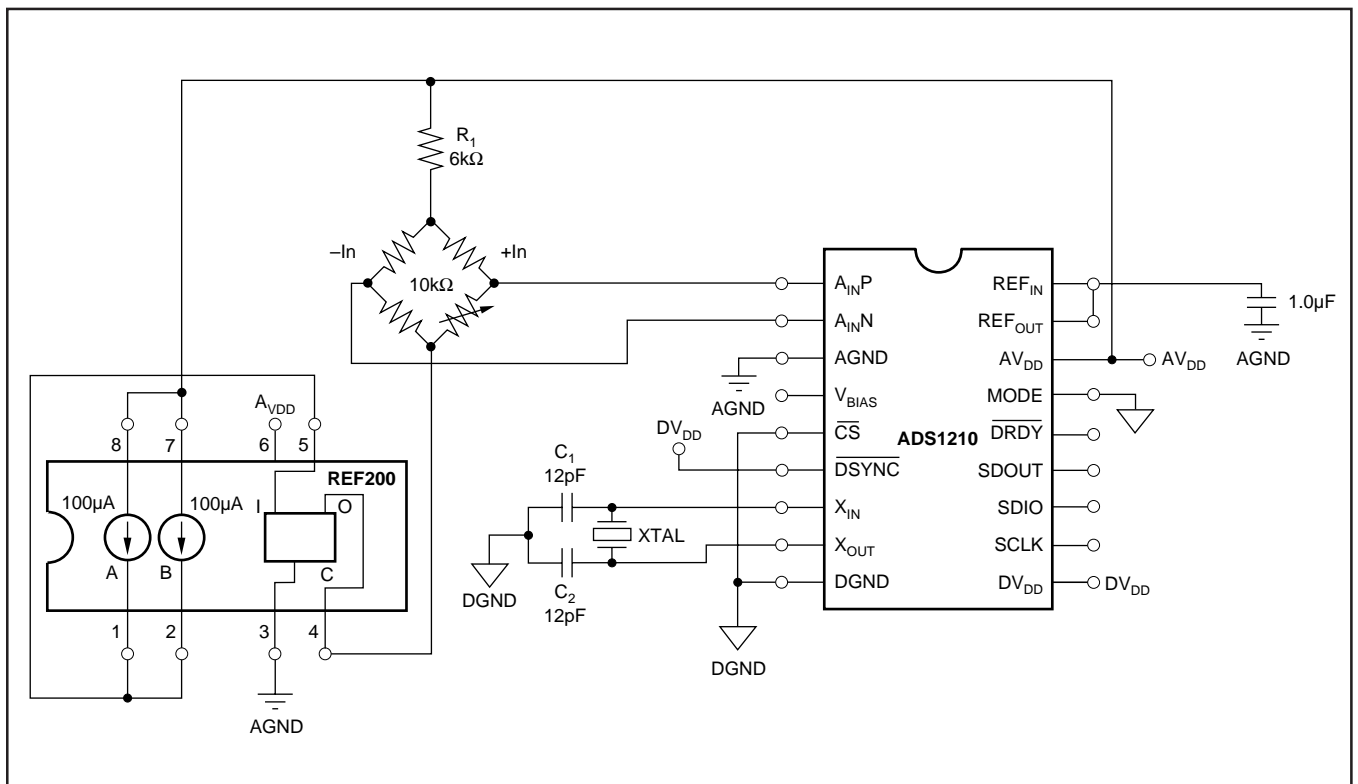 R1
6kΩ
–In
+In
10kΩ
AINP
AINN
AGND
VBIAS
CS
DSYNC
XIN
XOUT
DGND
ADS1210
REFIN
REFOUT
AVDD
MODE
DRDY
SDOUT
SDIO
SCLK
DVDD
1.0µF
AGND
AVDD
DVDD
AGND
DVDD
C1
12pF
XTAL
C2
12pF
DGND
DGND
AVDD
8
7
6
5
REF200
100µA
100µA
I
O
A
B
C
1
2
3
4
AGND